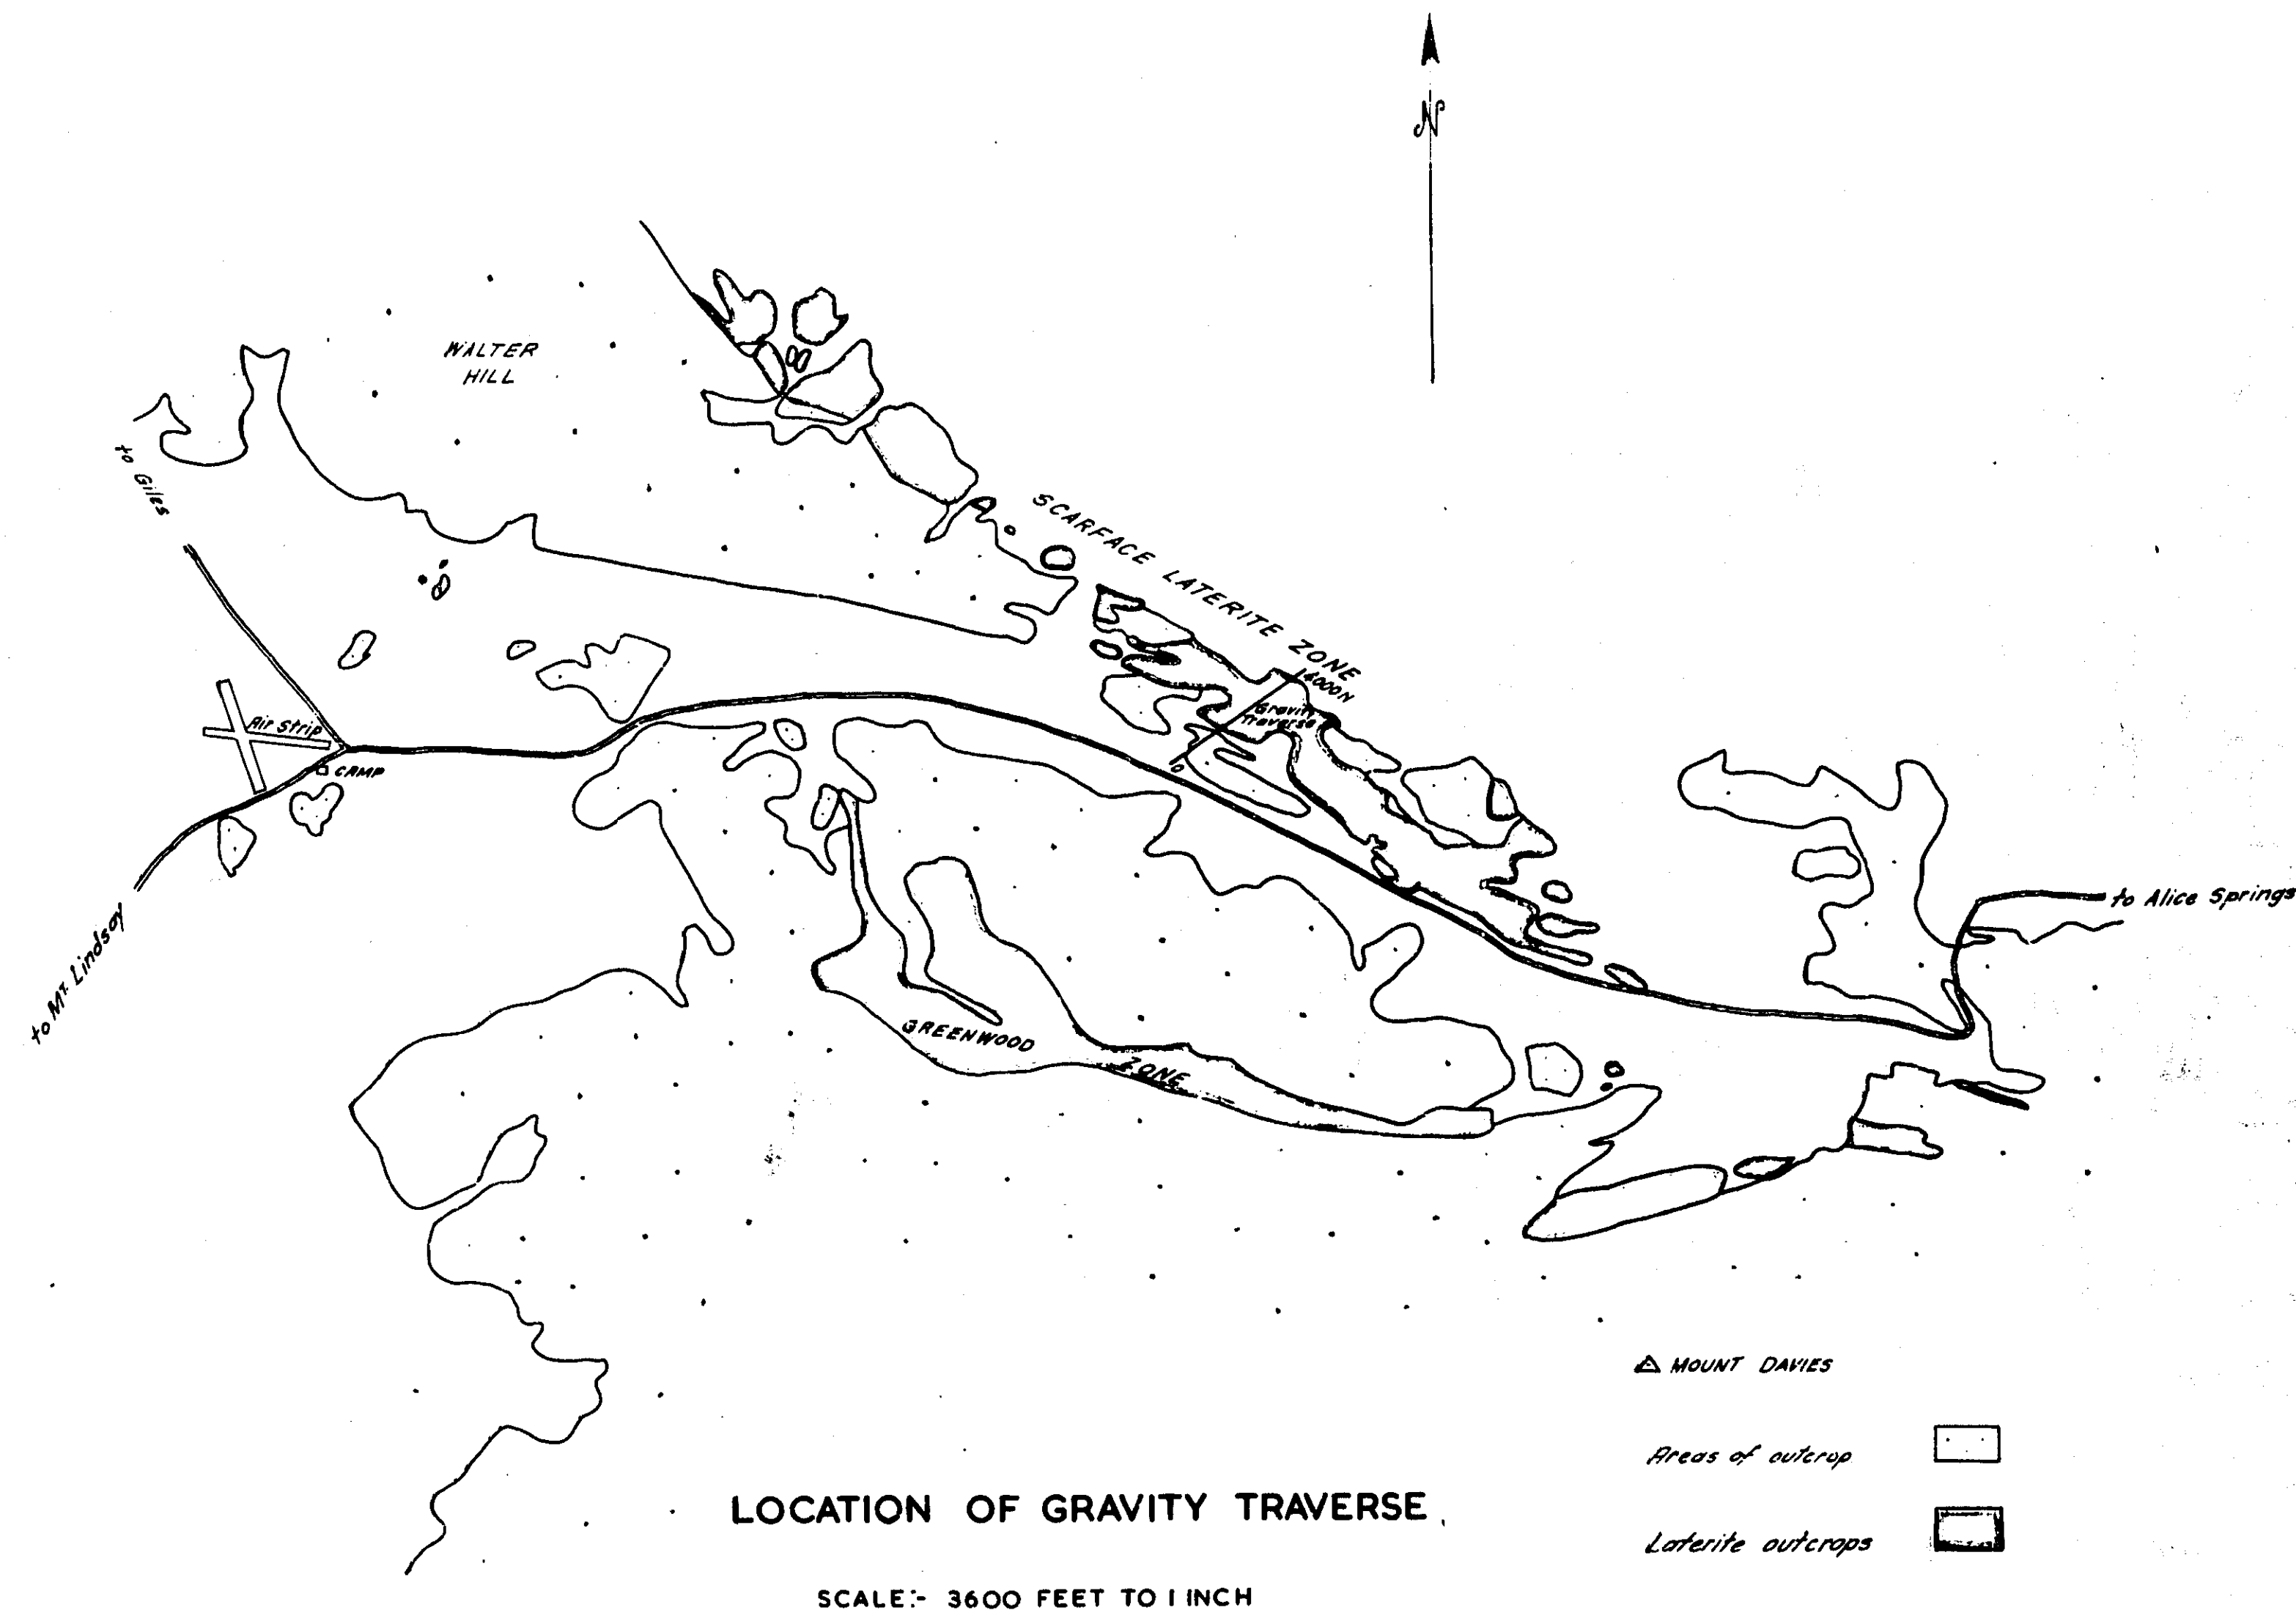 N
WALTER
HILL
to Giles
SCARFACE LATERITE ZONE
14000N
Gravity
Traverse
O
Air Strip
CAMP
to Alice Springs
to Mt. Lindsay
GREENWOOD
ZONE
MOUNT DAVIES
Areas of outcrop
LOCATION OF GRAVITY TRAVERSE
Laterite outcrops
SCALE:- 3600 FEET TO 1 INCH